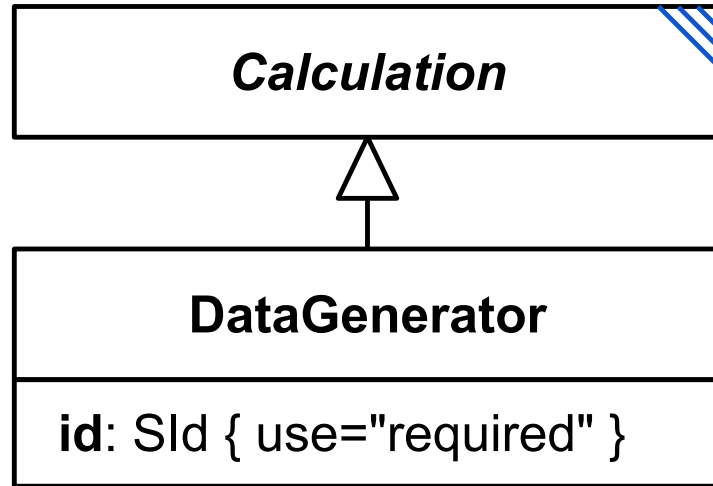 Calculation
DataGenerator
id: SId { use="required" }